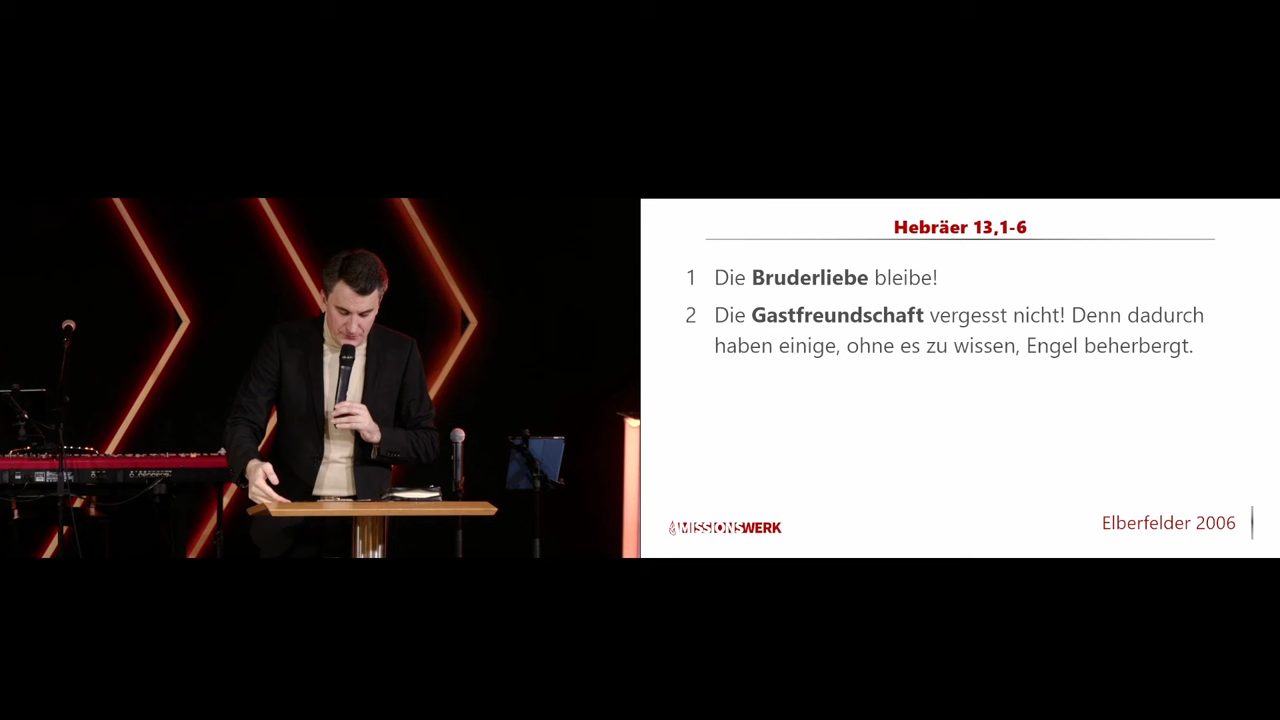 Hebräer 13,1-6
1 Die Bruderliebe bleibe!
2 Die Gastfreundschaft vergesst nicht! Denn dadurch
haben einige, ohne es zu wissen, Engel beherbergt.
MISSIONSWERK
Elberfelder 2006